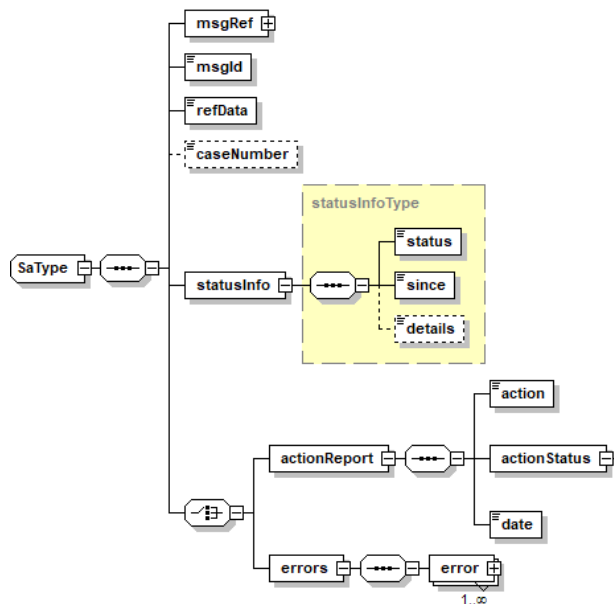 msgRef
msgId
refData
caseNumber
statusInfoType
status
SaType
statusInfo
since
details
action
actionReport
actionStatus
date
errors
error
1..∞